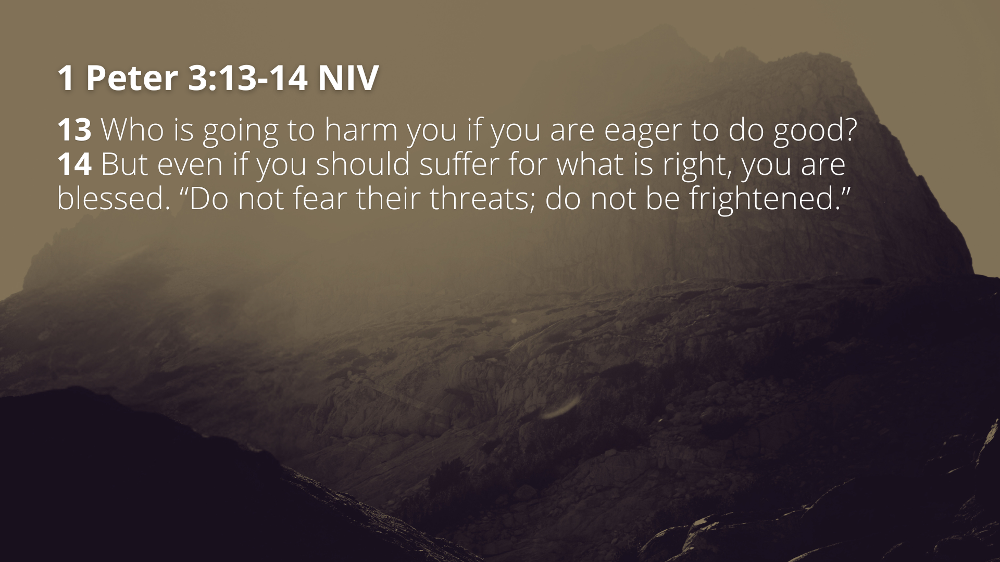 1 Peter 3:13-14 NIV
13 Who is going to harm you if you are eager to do good?
14 But even if you should suffer for what is right, you are
blessed. “Do not fear their threats; do not be frightened.”